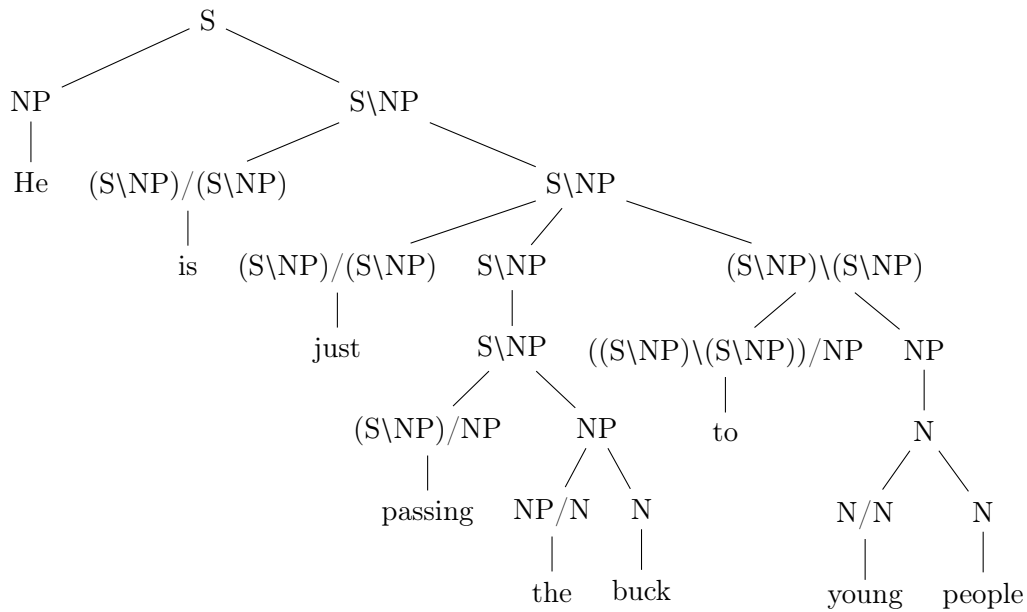 S
NP S\NP
He (S\NP)/(S\NP) S\NP
is (S\NP)/(S\NP) S\NP (S\NP)\(S\NP)
just S\NP ((S\NP)\(S\NP))/NP NP
(S\NP)/NP NP to N
passing NP/N N N/N N
the buck young people